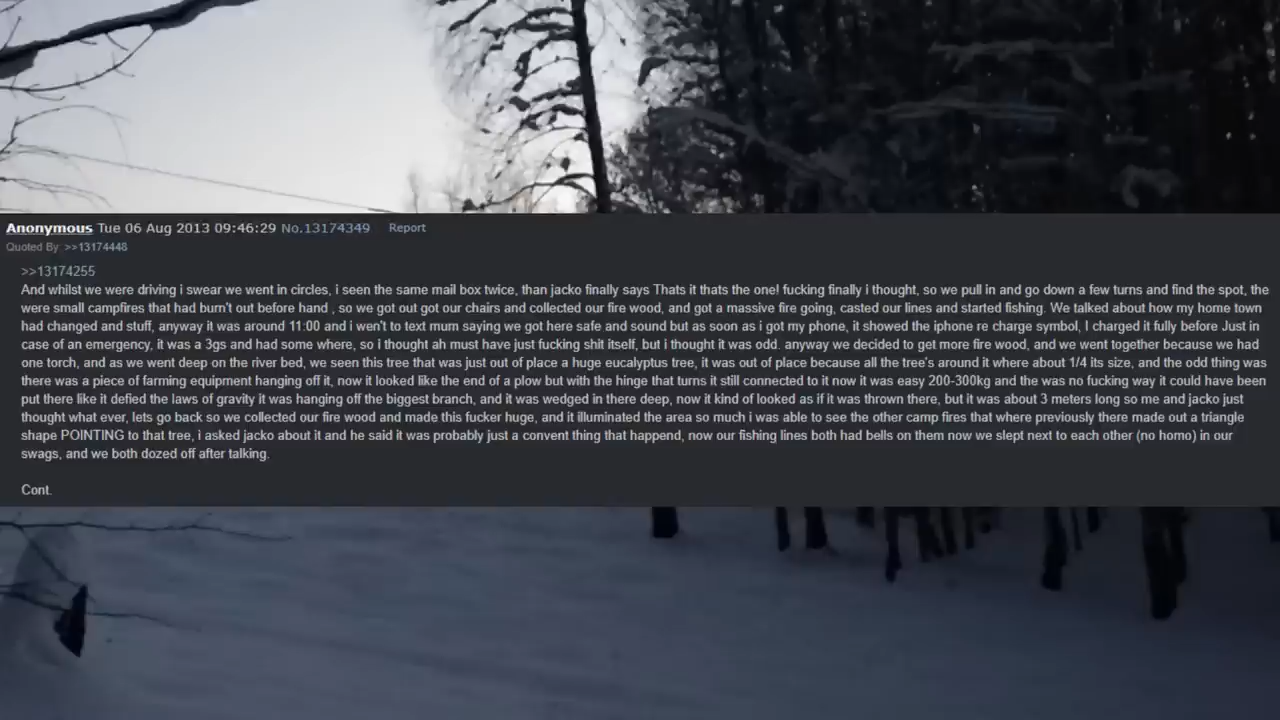 Anonymous Tue 06 Aug 2013 09:46:29 No.13174349 Report
Quoted By: >>13174448
>>13174255
And whilst we were driving i swear we went in circles, i seen the same mail box twice, than jacko finally says Thats it thats the one! fucking finally i thought, so we pull in and go down a few turns and find the spot, the
were small campfires that had burn't out before hand , so we got out got our chairs and collected our fire wood, and got a massive fire going, casted our lines and started fishing. We talked about how my home town
had changed and stuff, anyway it was around 11:00 and i wen't to text mum saying we got here safe and sound but as soon as i got my phone, it showed the iphone re charge symbol, I charged it fully before Just in
case of an emergency, it was a 3gs and had some where, so i thought ah must have just fucking shit itself, but i thought it was odd. anyway we decided to get more fire wood, and we went together because we had
one torch, and as we went deep on the river bed, we seen this tree that was just out of place a huge eucalyptus tree, it was out of place because all the tree's around it where about 1/4 its size, and the odd thing was
there was a piece of farming equipment hanging off it, now it looked like the end of a plow but with the hinge that turns it still connected to it now it was easy 200-300kg and the was no fucking way it could have been
put there like it defied the laws of gravity it was hanging off the biggest branch, and it was wedged in there deep, now it kind of looked as if it was thrown there, but it was about 3 meters long so me and jacko just
thought what ever, lets go back so we collected our fire wood and made this fucker huge, and it illuminated the area so much i was able to see the other camp fires that where previously there made out a triangle
shape POINTING to that tree, i asked jacko about it and he said it was probably just a convent thing that happend, now our fishing lines both had bells on them now we slept next to each other (no homo) in our
swags, and we both dozed off after talking.
Cont.